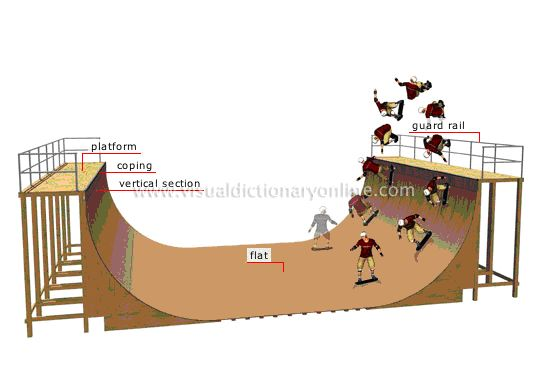 guard rail
platform
coping
www.visualdictionaryonline.com
vertical section
flat